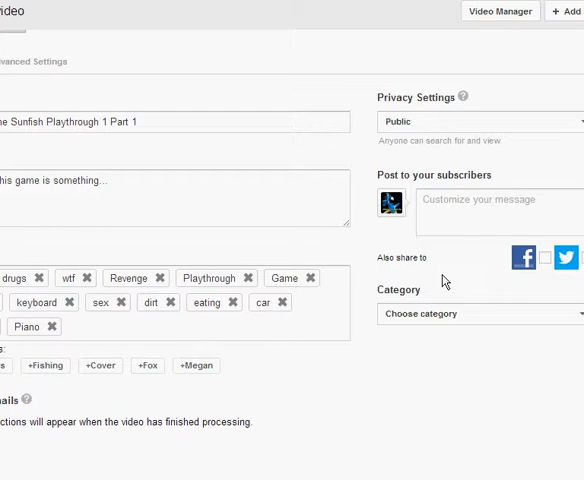 video
Video Manager
+ Add
vanced Settings
Privacy Settings ?
ne Sunfish Playthrough 1 Part 1
Public
Anyone can search for and view
Post to your subscribers
his game is something...
Customize your message
Also share to
f
drugs wtf Revenge Playthrough Game
Category
keyboard sex dirt eating car
Choose category
Piano
s:
s +Fishing +Cover +Fox +Megan
nails ?
ctions will appear when the video has finished processing.